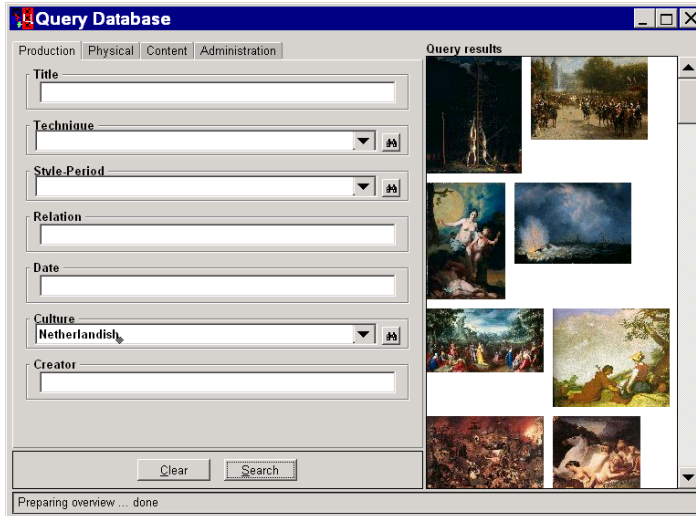 Query Database
Production Physical Content Administration
Query results
Title
Technique
Style-Period
Relation
Date
Culture
Netherlandish
Creator
Clear Search
Preparing overview ... done